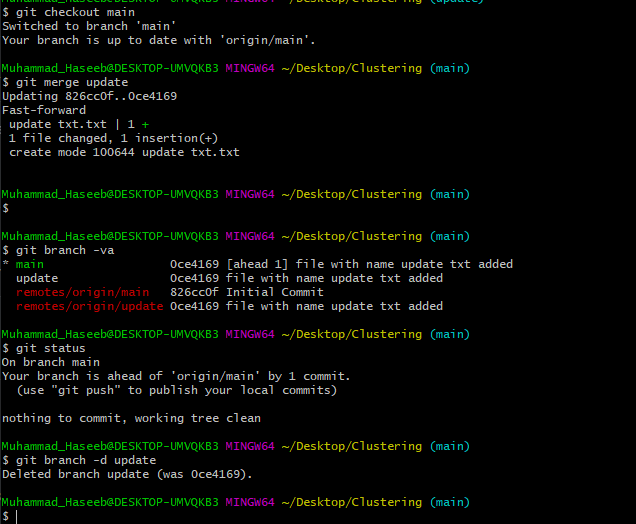 Muhammad_Haseeb@DESKTOP-UMVQKB3 MINGW64 ~/Desktop/Clustering (update)
$ git checkout main
Switched to branch 'main'
Your branch is up to date with 'origin/main'.
Muhammad_Haseeb@DESKTOP-UMVQKB3 MINGW64 ~/Desktop/Clustering (main)
$ git merge update
Updating 826cc0f..0ce4169
Fast-forward
 update txt.txt | 1 +
 1 file changed, 1 insertion(+)
 create mode 100644 update txt.txt
Muhammad_Haseeb@DESKTOP-UMVQKB3 MINGW64 ~/Desktop/Clustering (main)
$
Muhammad_Haseeb@DESKTOP-UMVQKB3 MINGW64 ~/Desktop/Clustering (main)
$ git branch -va
* main                  0ce4169 [ahead 1] file with name update txt added
  update                0ce4169 file with name update txt added
  remotes/origin/main   826cc0f Initial Commit
  remotes/origin/update 0ce4169 file with name update txt added
Muhammad_Haseeb@DESKTOP-UMVQKB3 MINGW64 ~/Desktop/Clustering (main)
$ git status
On branch main
Your branch is ahead of 'origin/main' by 1 commit.
  (use "git push" to publish your local commits)
nothing to commit, working tree clean
Muhammad_Haseeb@DESKTOP-UMVQKB3 MINGW64 ~/Desktop/Clustering (main)
$ git branch -d update
Deleted branch update (was 0ce4169).
Muhammad_Haseeb@DESKTOP-UMVQKB3 MINGW64 ~/Desktop/Clustering (main)
$